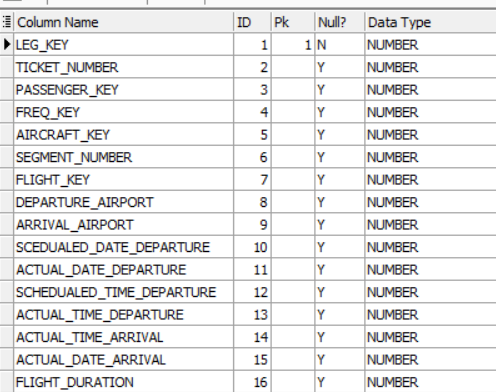 Column Name ID Pk Null? Data Type
LEG_KEY 1 1 N NUMBER
TICKET_NUMBER 2 Y NUMBER
PASSENGER_KEY 3 Y NUMBER
FREQ_KEY 4 Y NUMBER
AIRCRAFT_KEY 5 Y NUMBER
SEGMENT_NUMBER 6 Y NUMBER
FLIGHT_KEY 7 Y NUMBER
DEPARTURE_AIRPORT 8 Y NUMBER
ARRIVAL_AIRPORT 9 Y NUMBER
SCEDUALED_DATE_DEPARTURE 10 Y NUMBER
ACTUAL_DATE_DEPARTURE 11 Y NUMBER
SCHEDUALED_TIME_DEPARTURE 12 Y NUMBER
ACTUAL_TIME_DEPARTURE 13 Y NUMBER
ACTUAL_TIME_ARRIVAL 14 Y NUMBER
ACTUAL_DATE_ARRIVAL 15 Y NUMBER
FLIGHT_DURATION 16 Y NUMBER